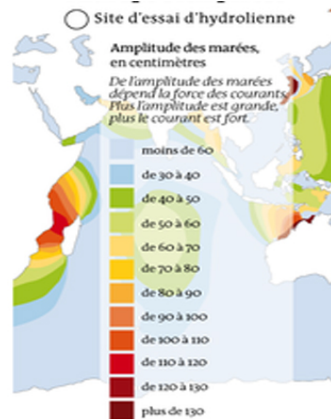 Site d'essai d'hydrolienne
Amplitude des marées,
en centimètres
De l'amplitude des marées
dépend la force des courants.
Plus l'amplitude est grande,
plus le courant est fort.
moins de 60
de 30 à 40
de 40 à 50
de 50 à 60
de 60 à 70
de 70 à 80
de 80 à 90
de 90 à 100
de 100 à 110
de 110 à 120
de 120 à 130
plus de 130